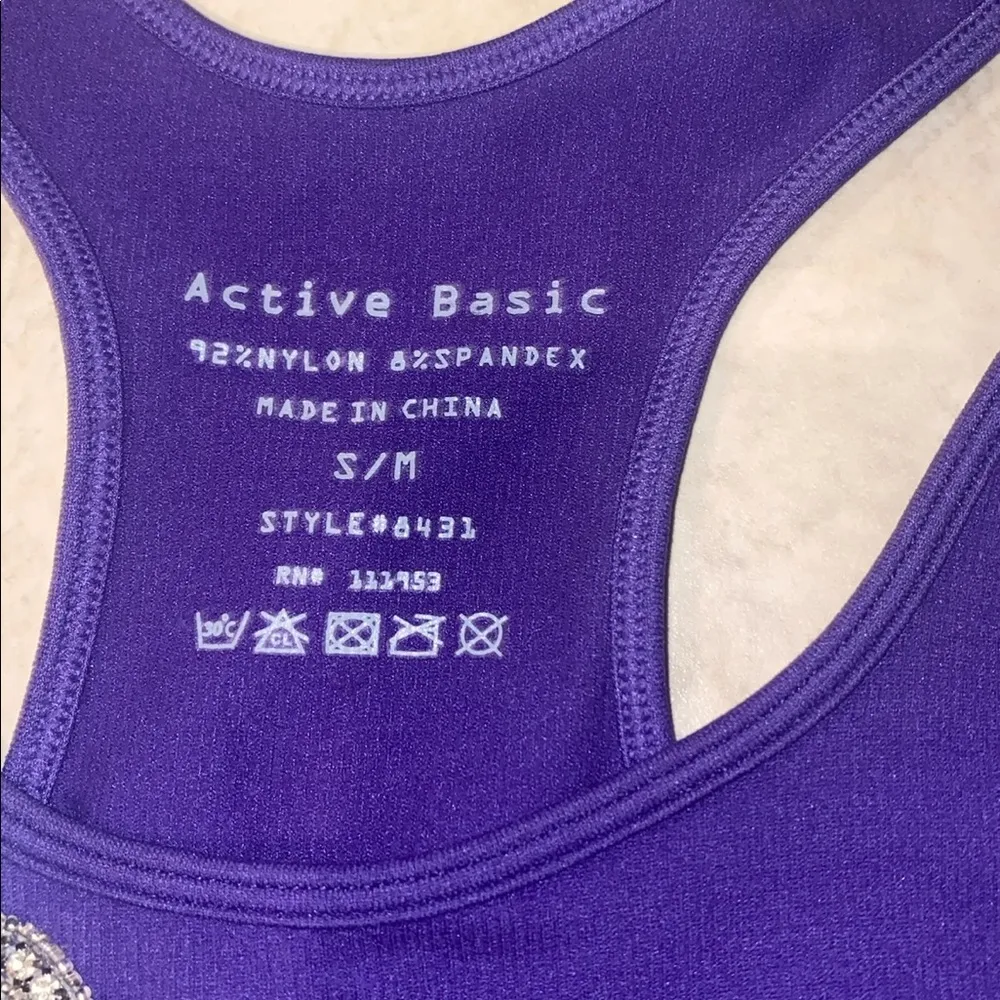 Active Basic
92%NYLON 8%SPANDEX
MADE IN CHINA
S/M
STYLE#8431
RN# 111953
30°C CL